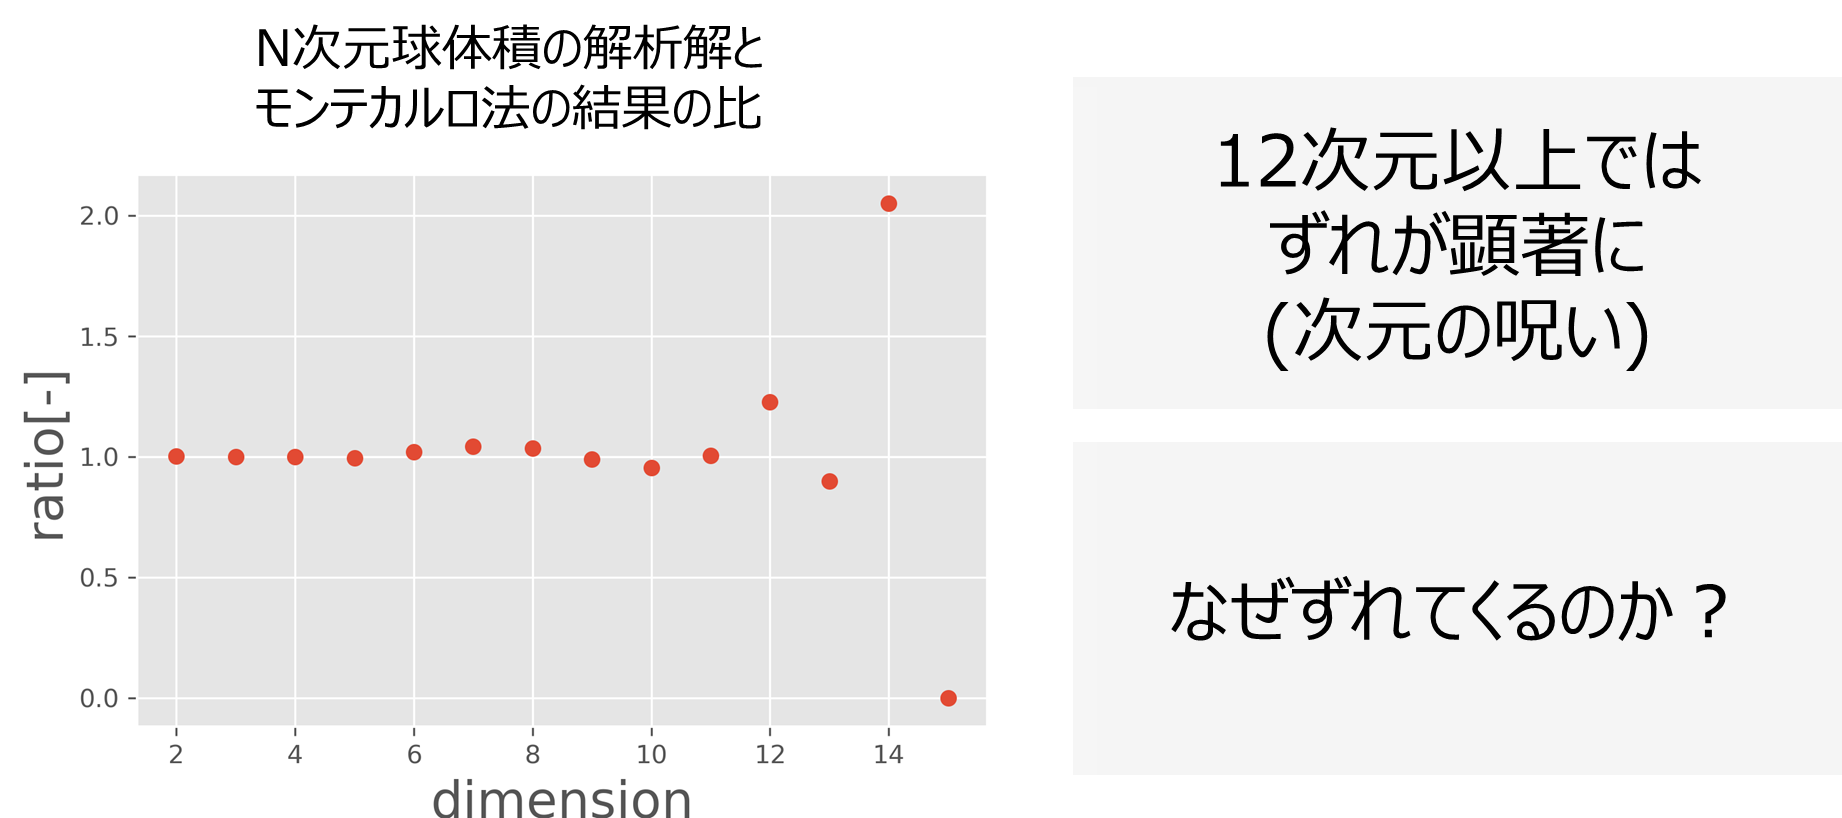 N次元球体積の解析解と
モンテカルロ法の結果の比
2.0
1.5
1.0
0.5
0.0
ratio[-]
2 4 6 8 10 12 14
dimension
12次元以上では
ずれが顕著に
(次元の呪い)
なぜずれてくるのか？